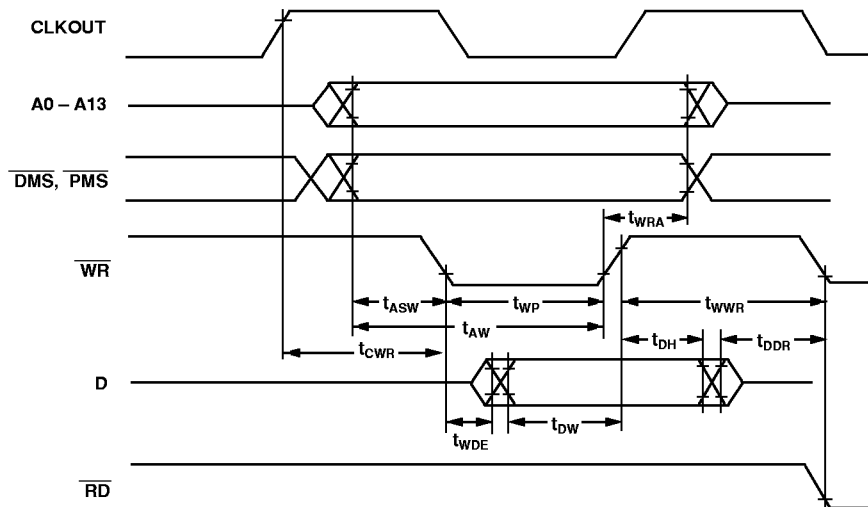 CLKOUT
A0 – A13
DMS, PMS
tWRA
WR
tASW tWP tWWR
tAW
tCWR tDH tDDR
D
tWDE tDW
RD